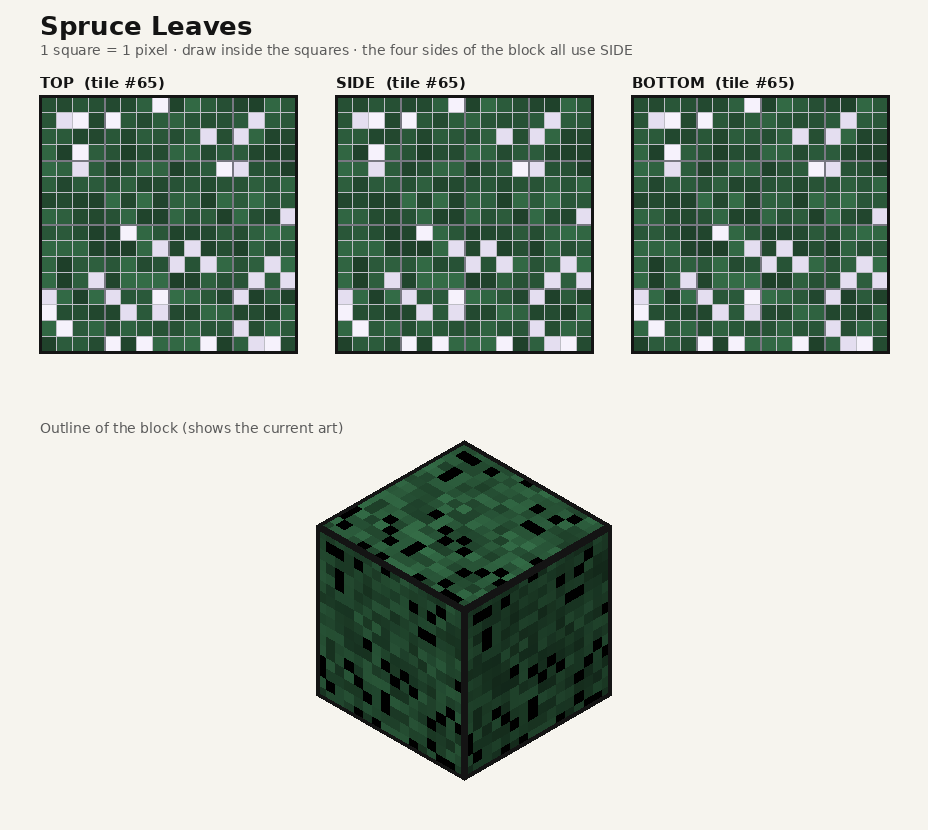 Spruce Leaves
1 square = 1 pixel · draw inside the squares · the four sides of the block all use SIDE
TOP (tile #65)
SIDE (tile #65)
BOTTOM (tile #65)
Outline of the block (shows the current art)